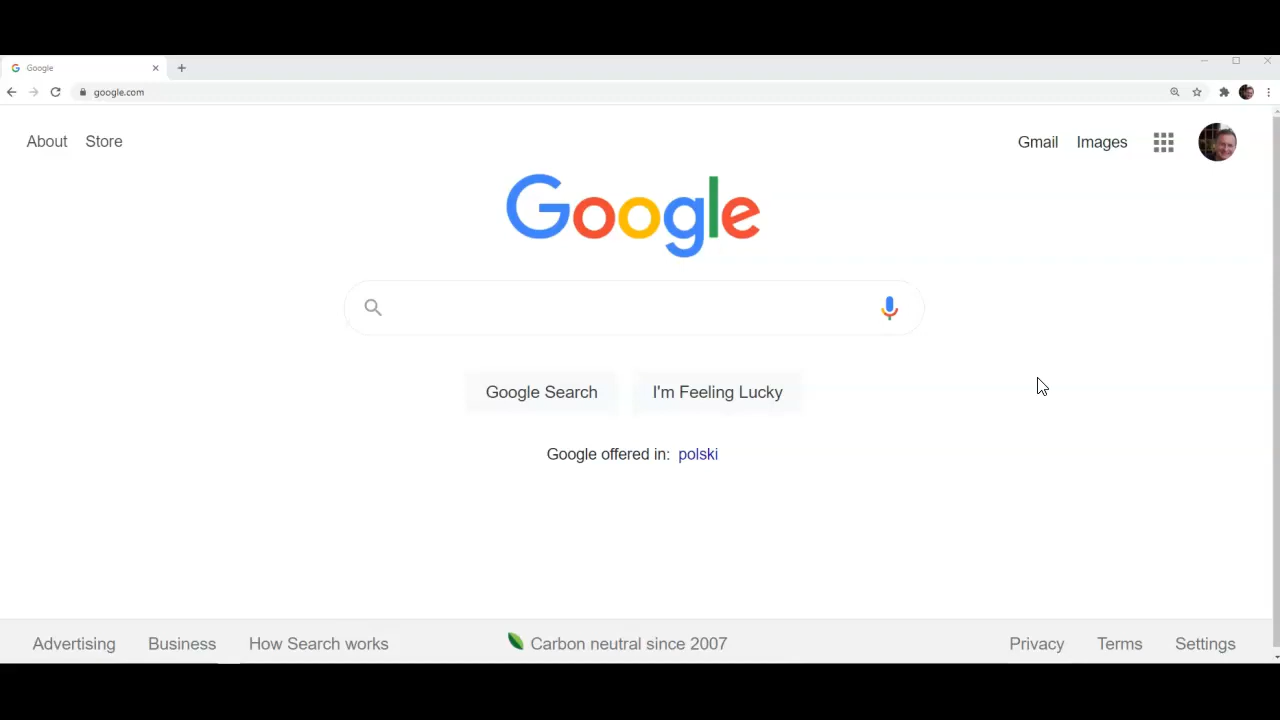 Google
google.com
About Store
Gmail Images
Google
Google Search I'm Feeling Lucky
Google offered in: polski
Advertising Business How Search works Carbon neutral since 2007 Privacy Terms Settings